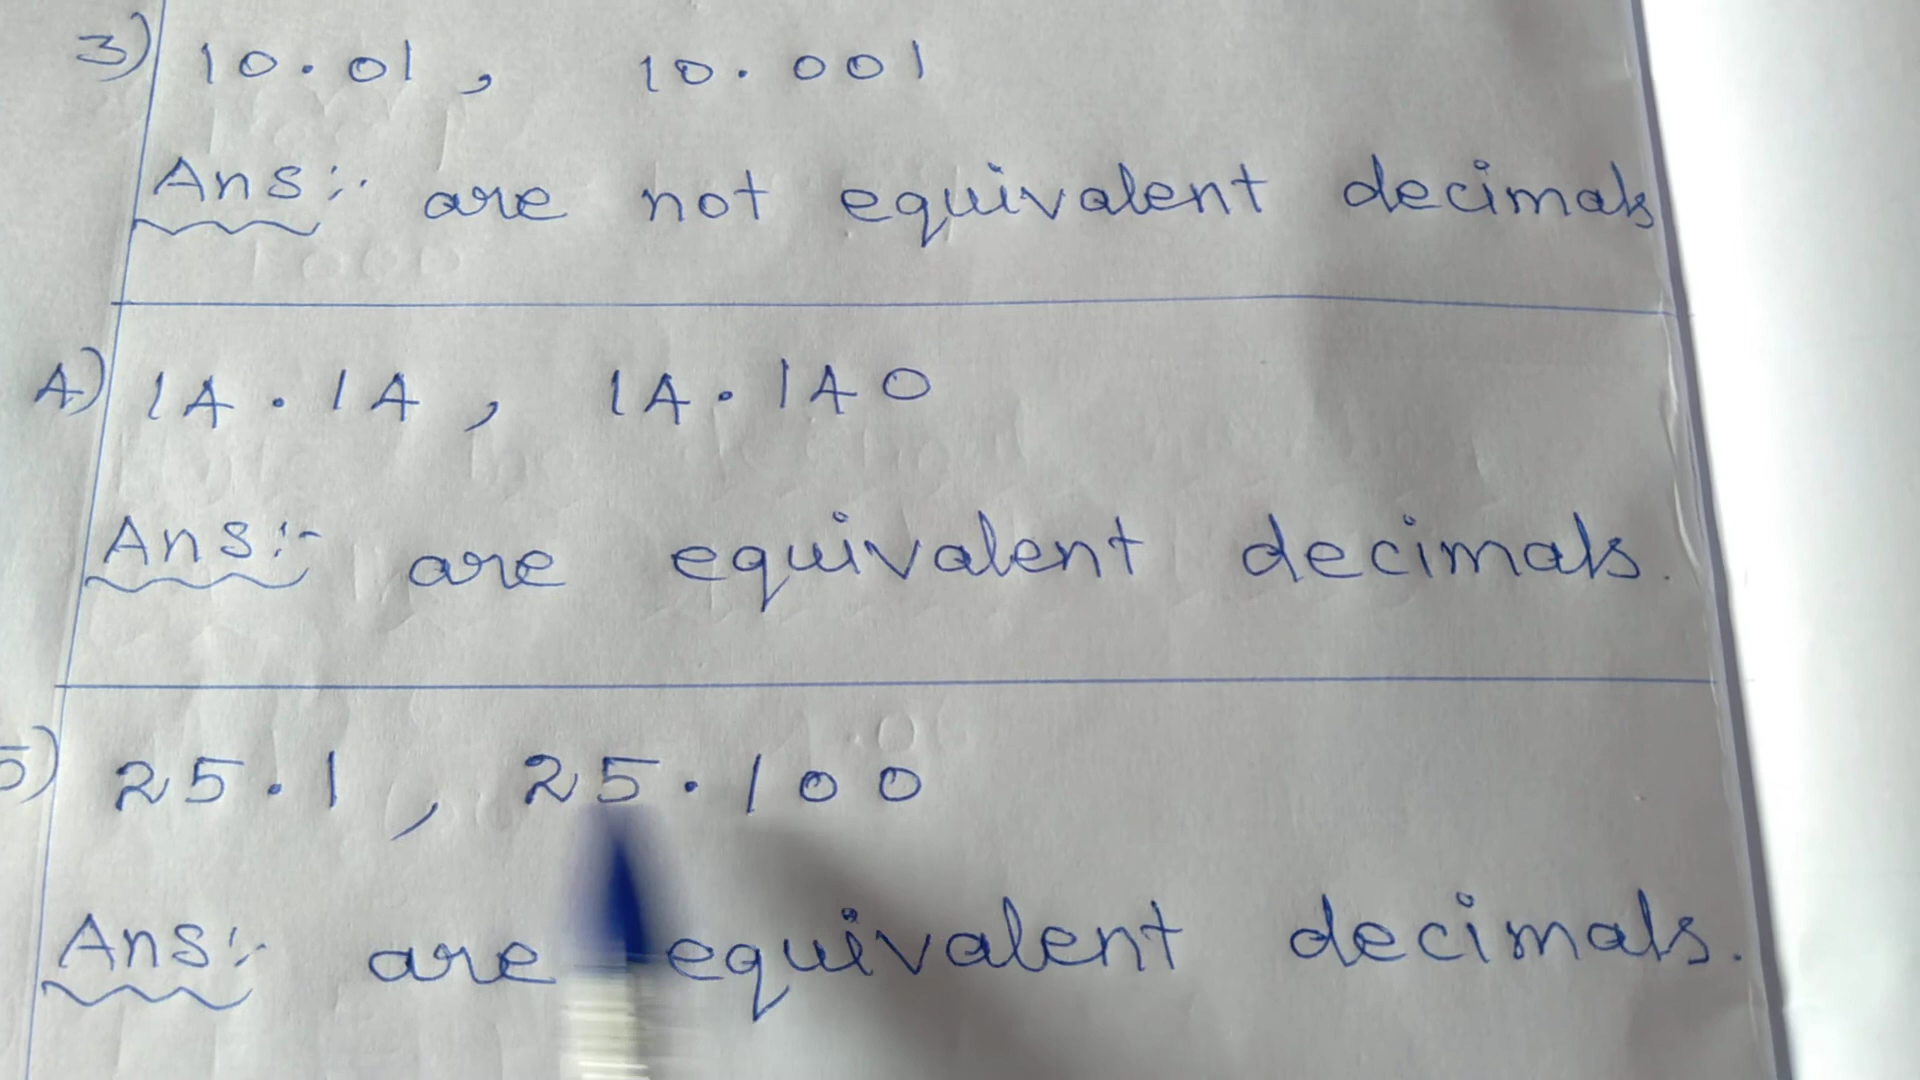 3) 10.01, 10.001
Ans:- are not equivalent decimals
4) 14.14, 14.140
Ans:- are equivalent decimals.
5) 25.1, 25.100
Ans:- are equivalent decimals.